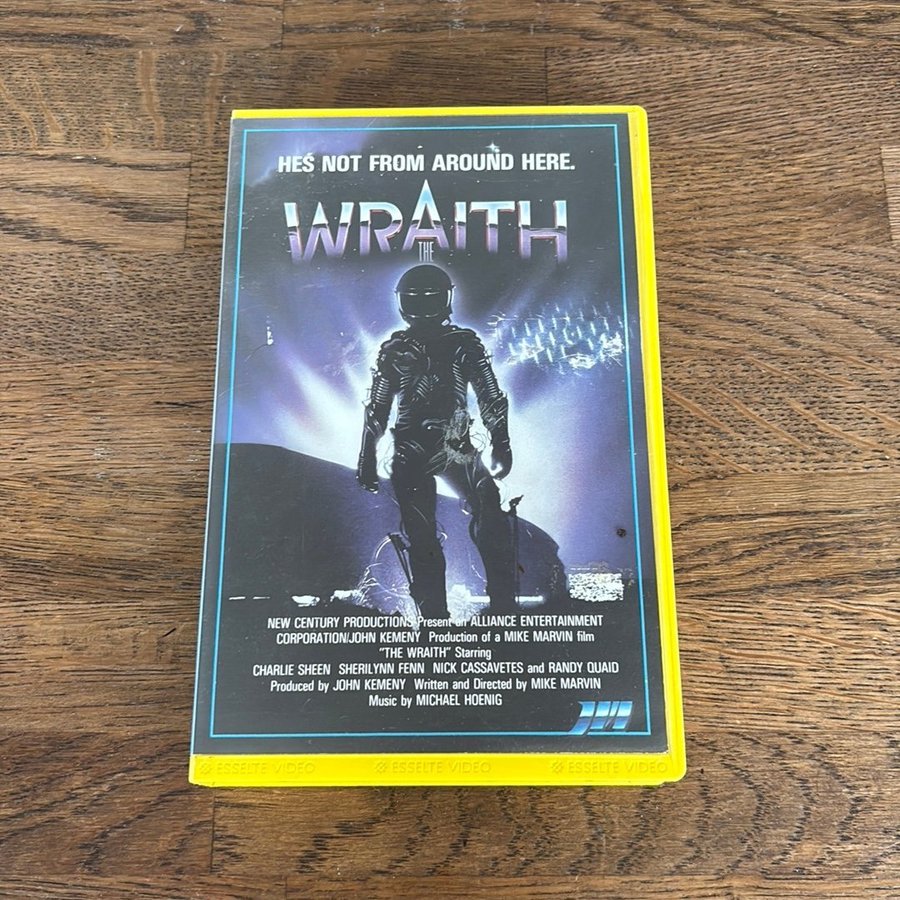 HE'S NOT FROM AROUND HERE.
WRAITH
THE
NEW CENTURY PRODUCTIONS Present an ALLIANCE ENTERTAINMENT
CORPORATION/JOHN KEMENY Production of a MIKE MARVIN film
"THE WRAITH" Starring
CHARLIE SHEEN SHERILYNN FENN NICK CASSAVETES and RANDY QUAID
Produced by JOHN KEMENY Written and Directed by MIKE MARVIN
Music by MICHAEL HOENIG
ESSELTE VIDEO ESSELTE VIDEO ESSELTE VIDEO